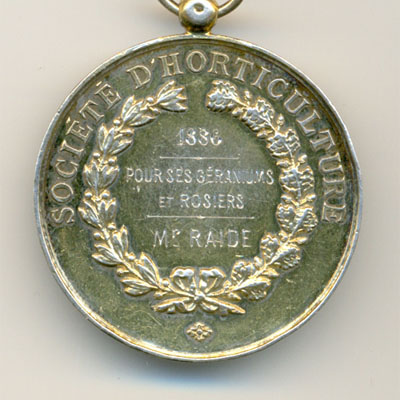 SOCIÉTÉ D'HORTICULTURE
1886
POUR SES GÉRANIUMS
ET ROSIERS
Mr RAIDE